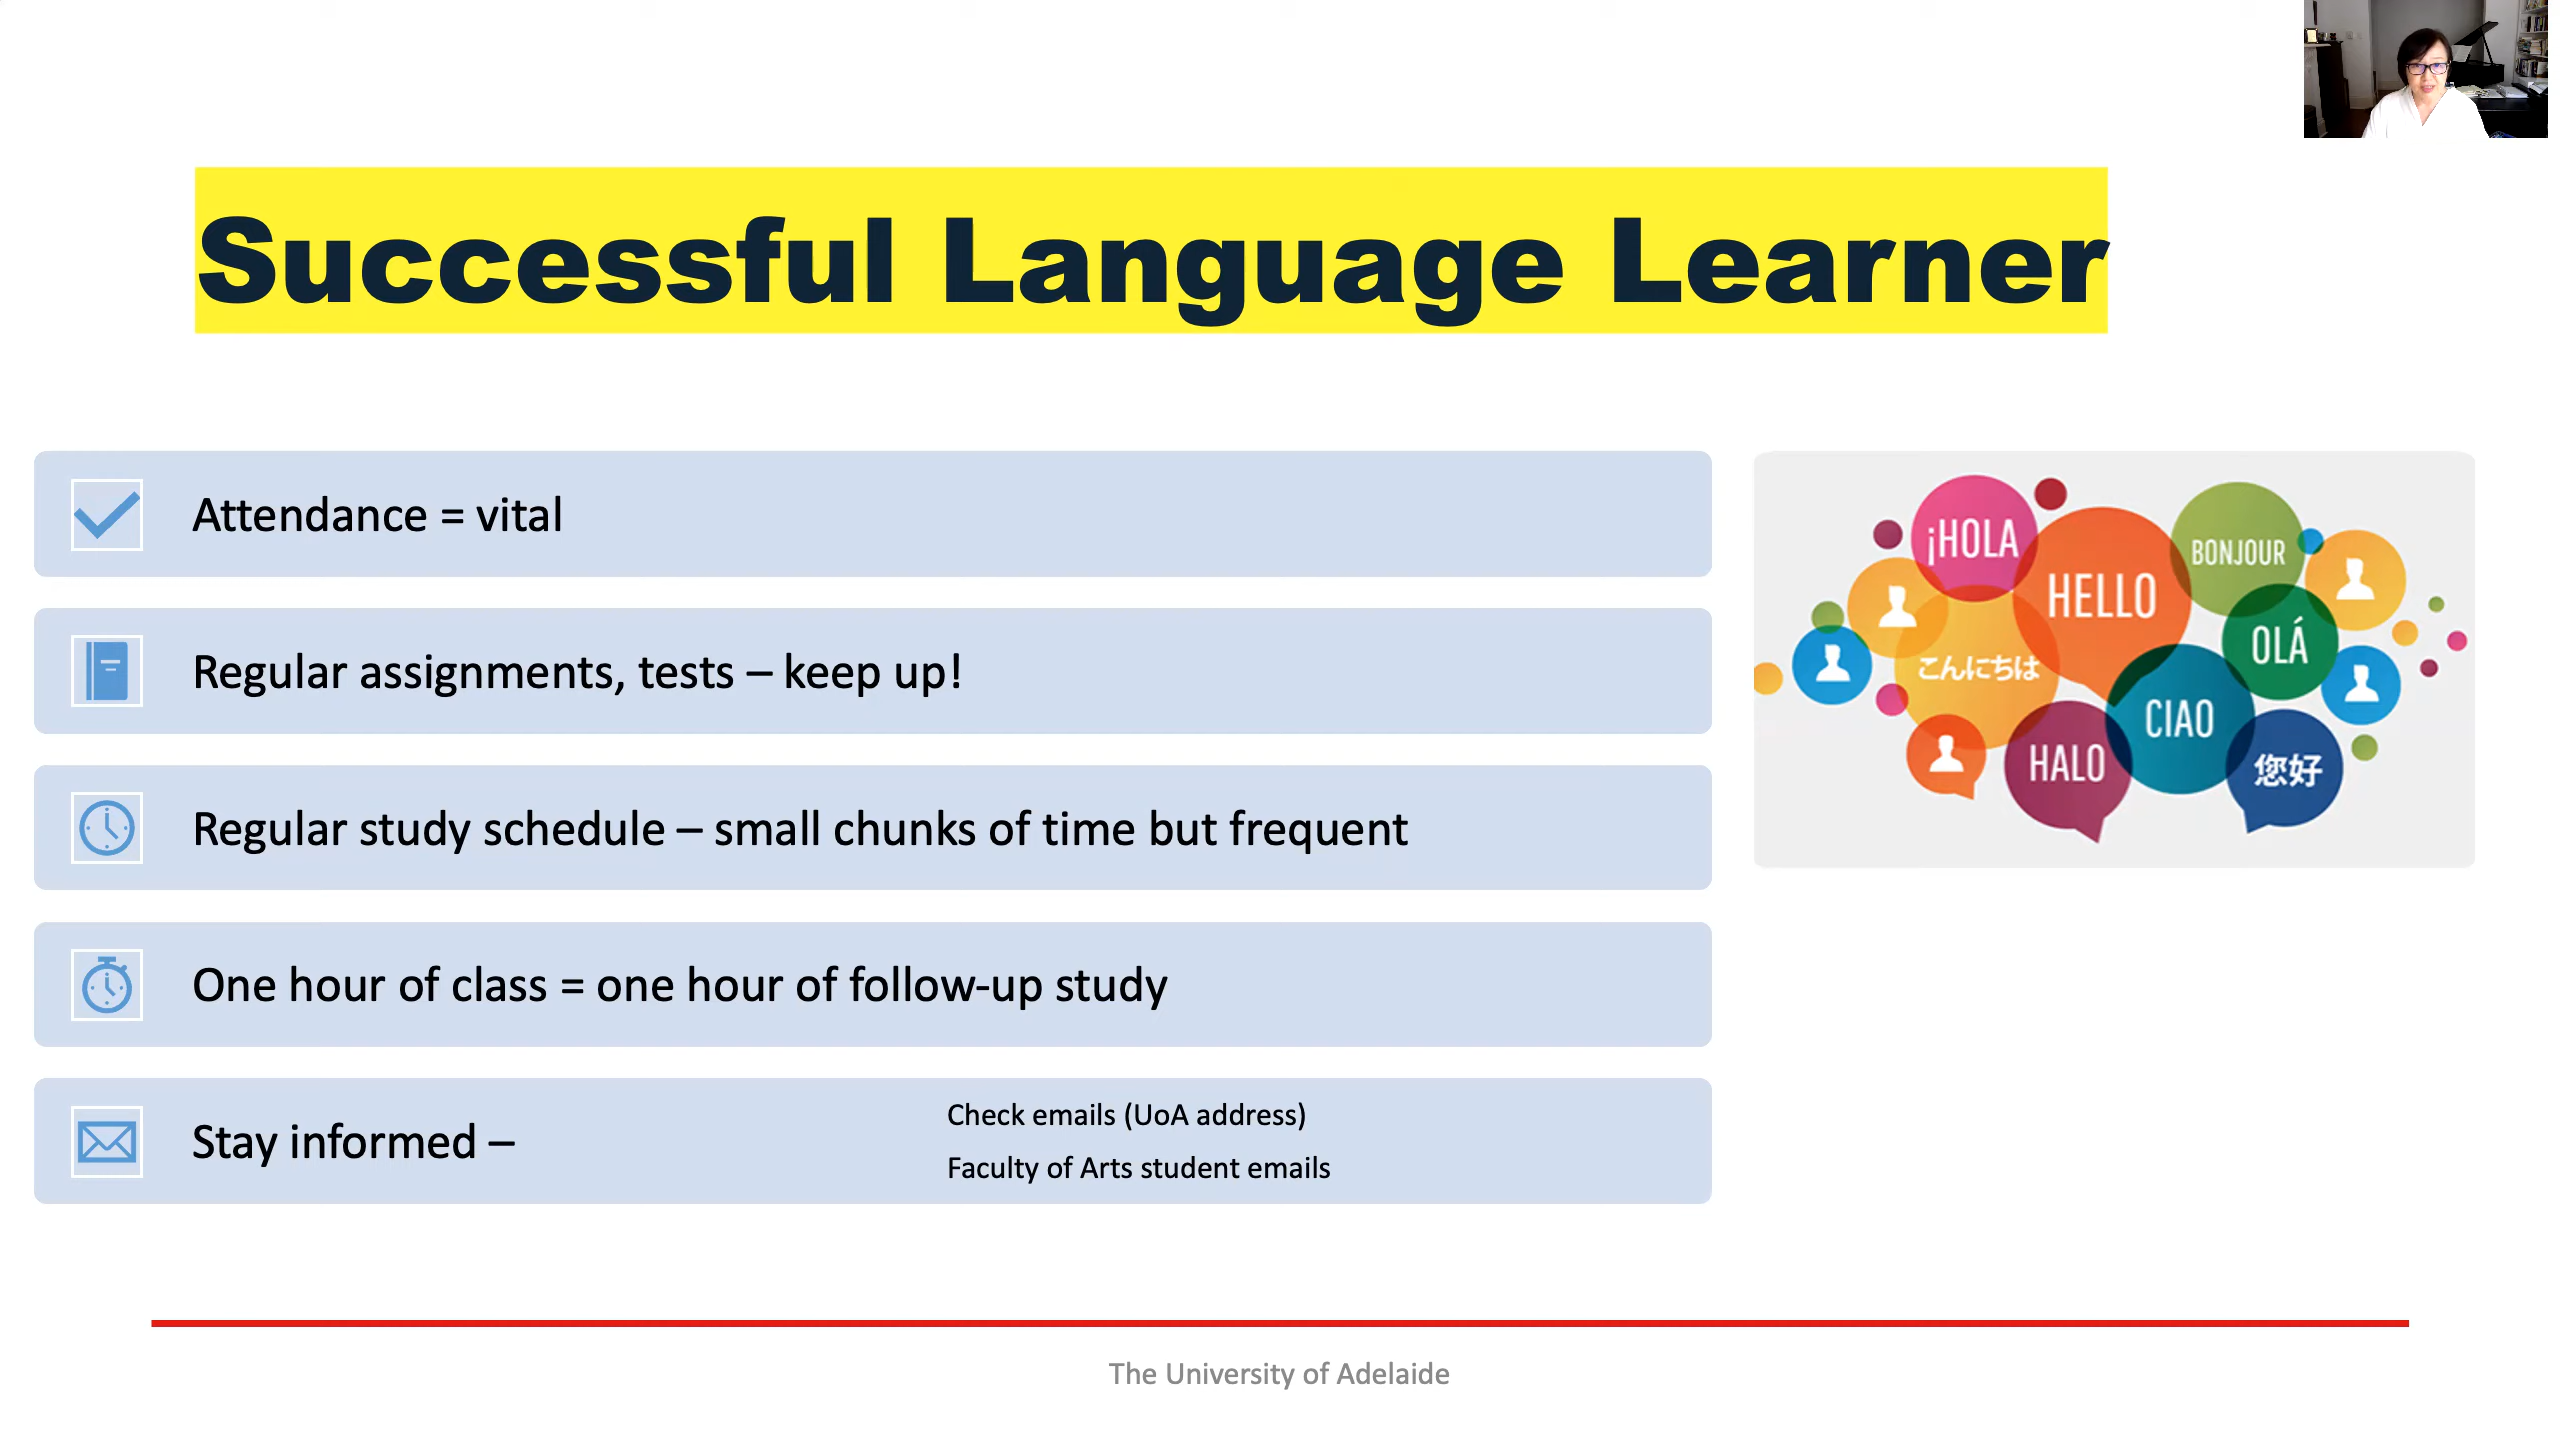 Successful Language Learner
Attendance = vital
Regular assignments, tests – keep up!
Regular study schedule – small chunks of time but frequent
One hour of class = one hour of follow-up study
Stay informed –
Check emails (UoA address)
Faculty of Arts student emails
¡HOLA
HELLO
BONJOUR
こんにちは
OLÁ
CIAO
HALO
您好
The University of Adelaide